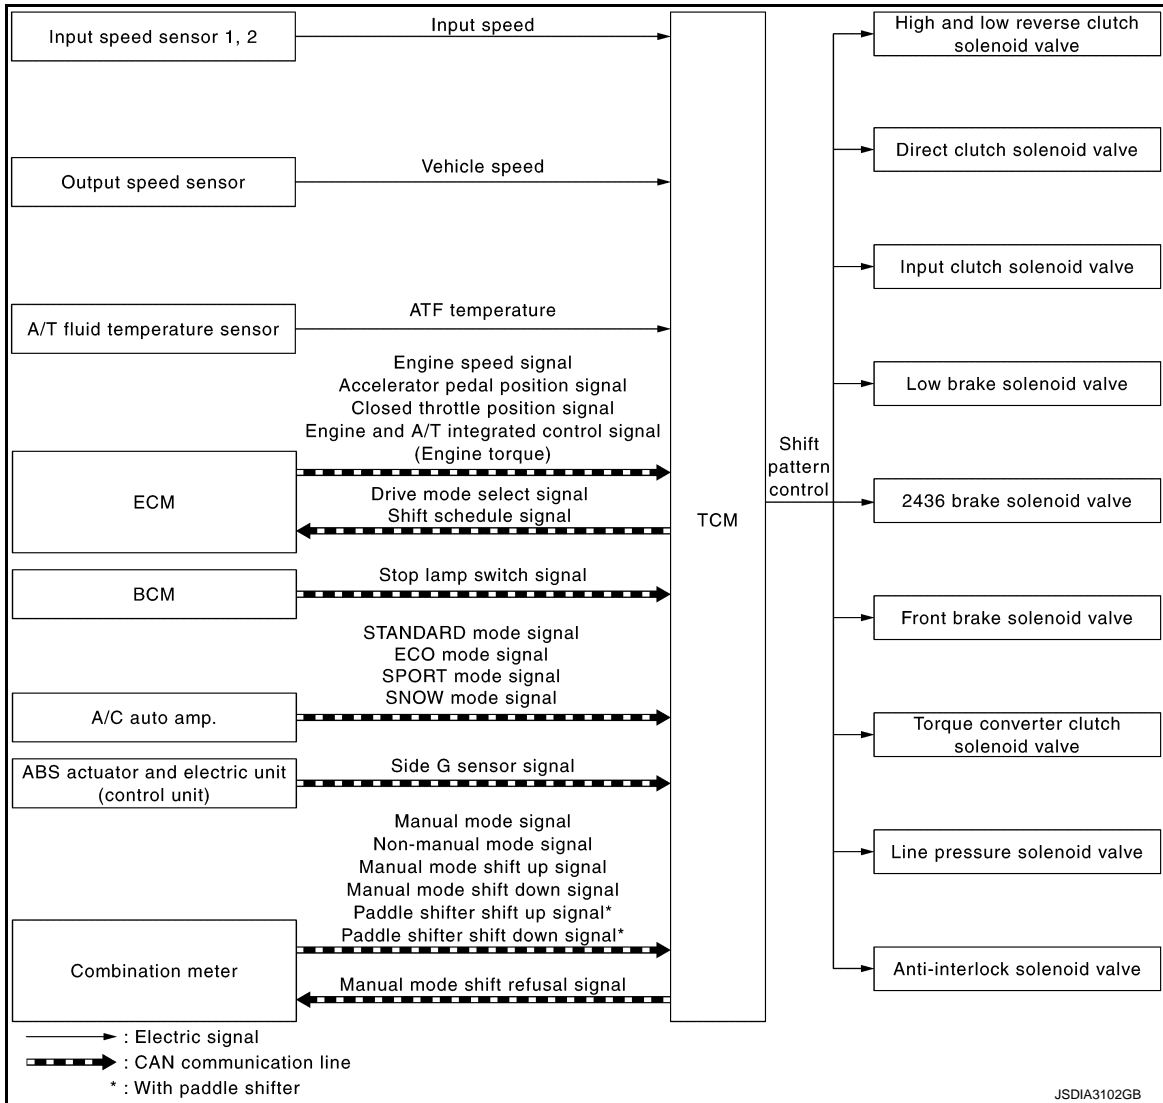 Input speed sensor 1, 2
Input speed
Output speed sensor
Vehicle speed
A/T fluid temperature sensor
ATF temperature
Engine speed signal
Accelerator pedal position signal
Closed throttle position signal
Engine and A/T integrated control signal
(Engine torque)
ECM
Drive mode select signal
Shift schedule signal
BCM
Stop lamp switch signal
STANDARD mode signal
ECO mode signal
SPORT mode signal
SNOW mode signal
A/C auto amp.
ABS actuator and electric unit
(control unit)
Side G sensor signal
Manual mode signal
Non-manual mode signal
Manual mode shift up signal
Manual mode shift down signal
Paddle shifter shift up signal*
Paddle shifter shift down signal*
Combination meter
Manual mode shift refusal signal
TCM
Shift
pattern
control
High and low reverse clutch
solenoid valve
Direct clutch solenoid valve
Input clutch solenoid valve
Low brake solenoid valve
2436 brake solenoid valve
Front brake solenoid valve
Torque converter clutch
solenoid valve
Line pressure solenoid valve
Anti-interlock solenoid valve
: Electric signal
: CAN communication line
* : With paddle shifter
JSDIA3102GB